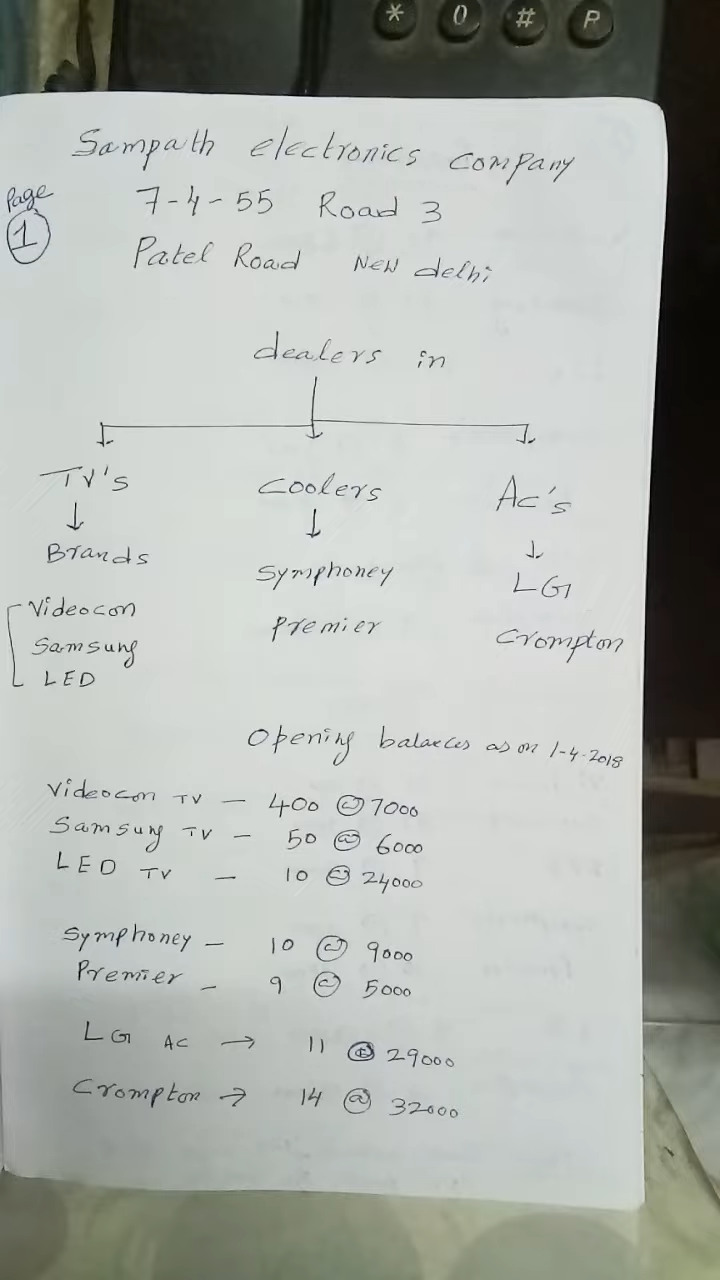 * 0 # P
Sampath electronics company
Page
1
7-4-55 Road 3
Patel Road New delhi
dealers in
TV's Coolers Ac's
Brands Symphoney LG
Videocon Premier Crompton
Samsung
LED
Opening balances as on 1-4-2018
Videocon TV - 400 @ 7000
Samsung TV - 50 @ 6000
LED TV - 10 @ 24000
Symphoney - 10 @ 9000
Premier - 9 @ 5000
LG AC → 11 @ 29000
Crompton → 14 @ 32000